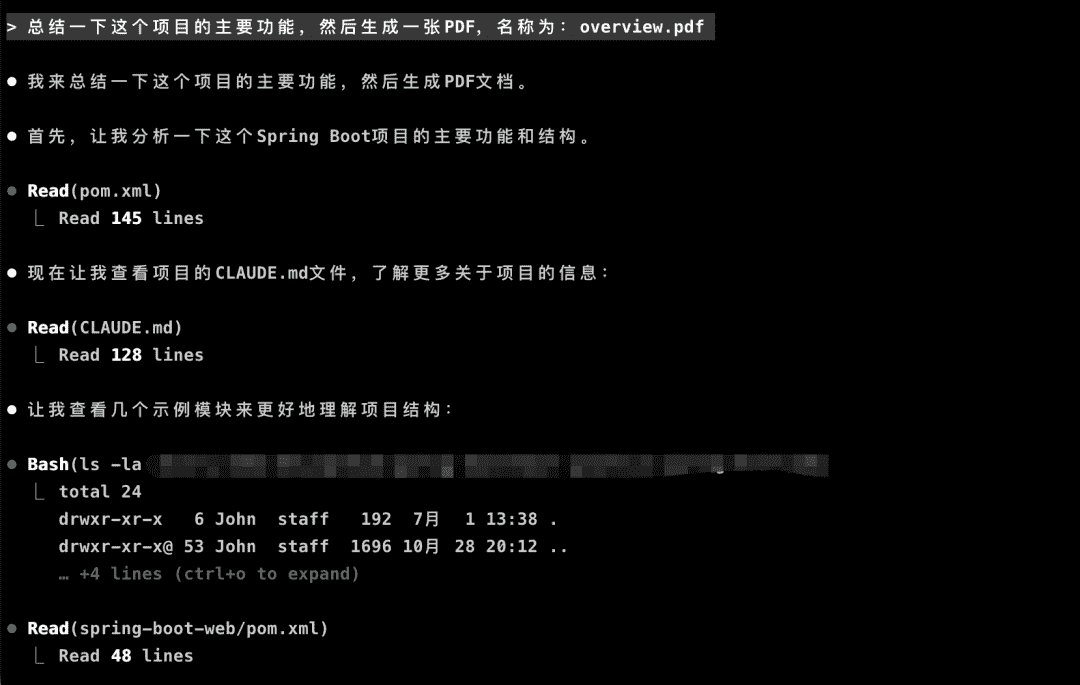 > 总结一下这个项目的主要功能，然后生成一张PDF，名称为：overview.pdf
● 我来总结一下这个项目的主要功能，然后生成PDF文档。
● 首先，让我分析一下这个Spring Boot项目的主要功能和结构。
● Read(pom.xml)
⎿ Read 145 lines
● 现在让我查看项目的CLAUDE.md文件，了解更多关于项目的信息：
● Read(CLAUDE.md)
⎿ Read 128 lines
● 让我查看几个示例模块来更好地理解项目结构：
● Bash(ls -la
⎿ total 24
drwxr-xr-x   6 John  staff   192  7月  1 13:38 .
drwxr-xr-x@ 53 John  staff  1696 10月 28 20:12 ..
… +4 lines (ctrl+o to expand)
● Read(spring-boot-web/pom.xml)
⎿ Read 48 lines